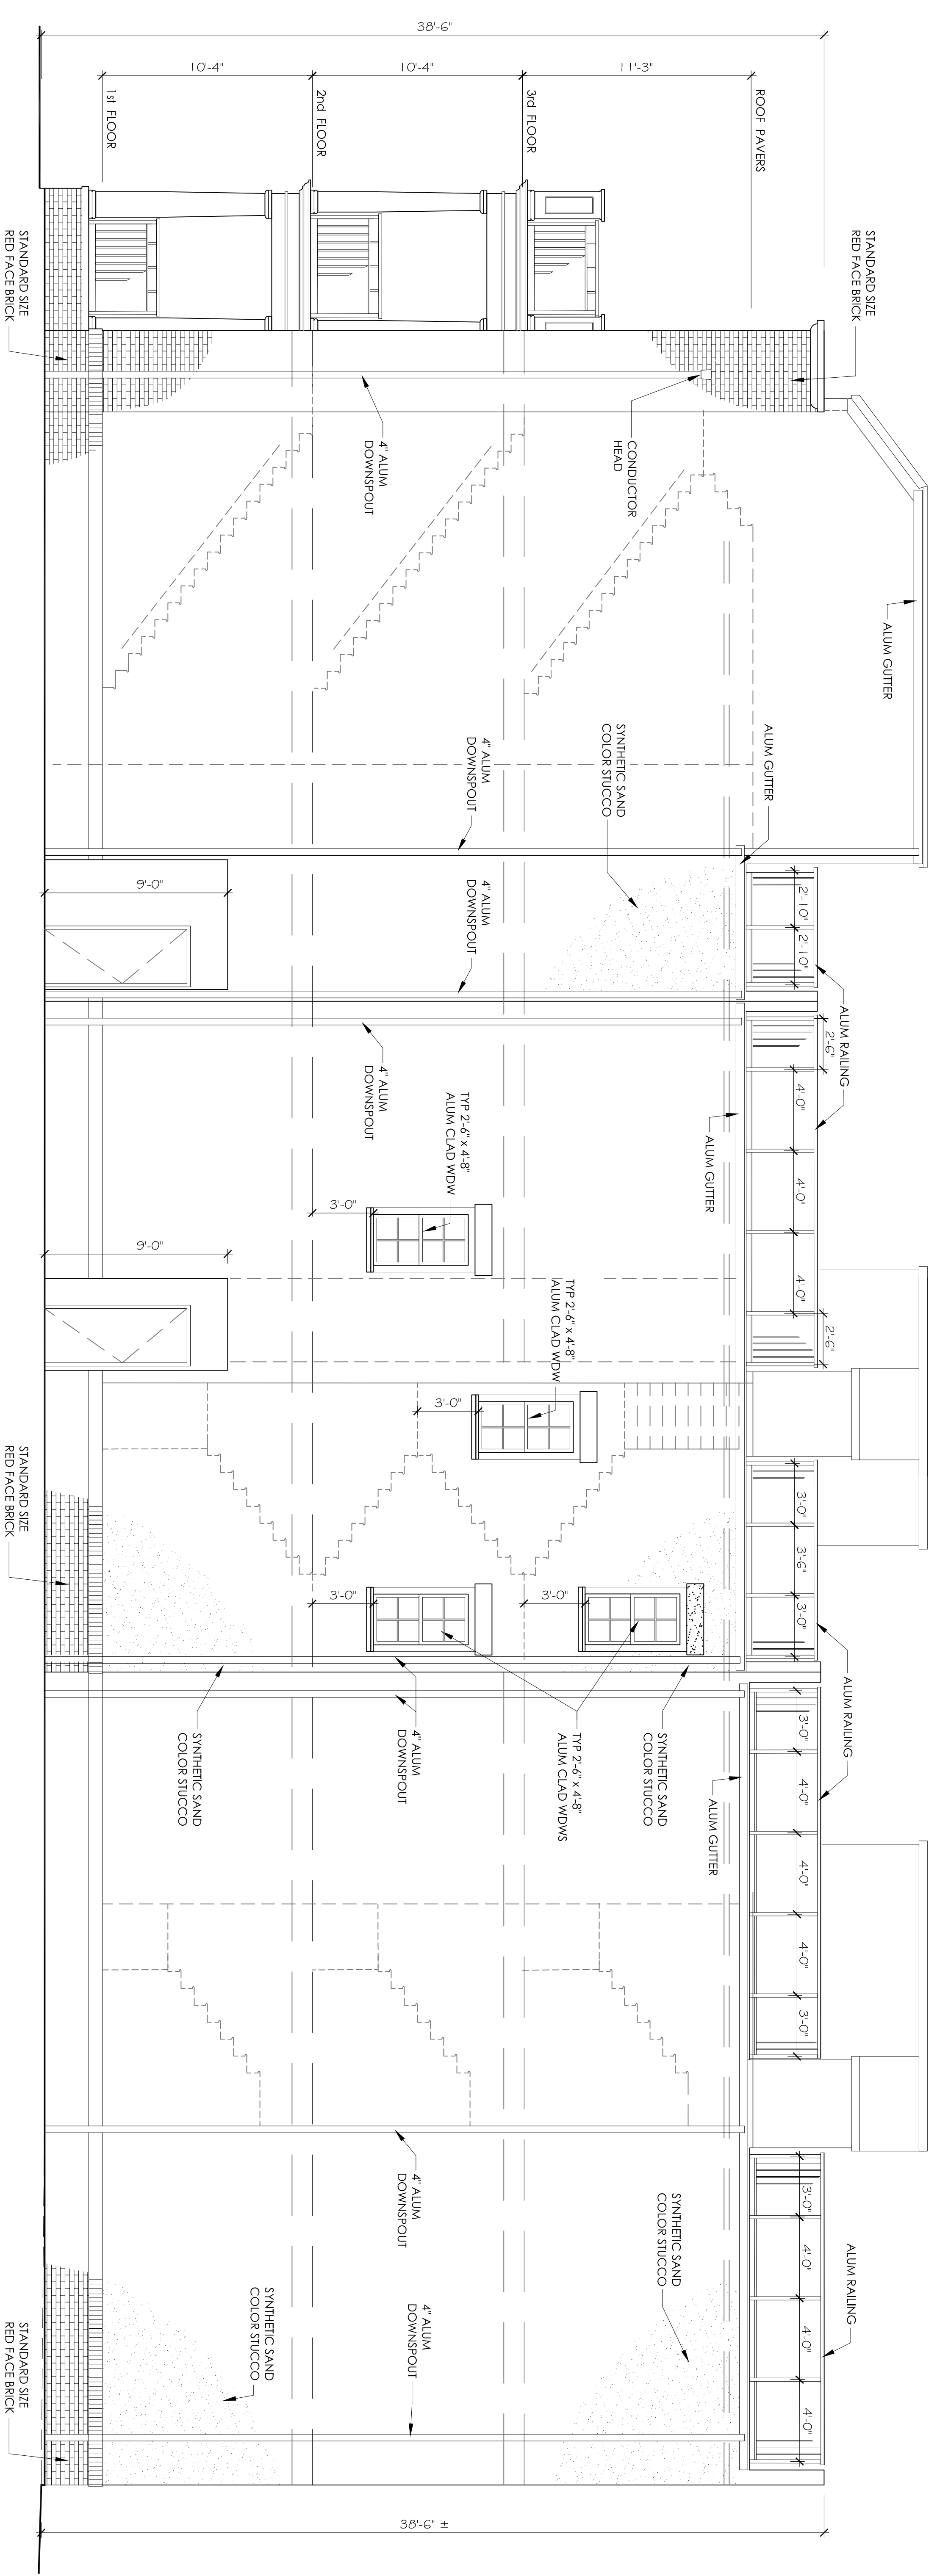 38'-6"
10'-4"
10'-4"
11'-3"
1st FLOOR
2nd FLOOR
3rd FLOOR
ROOF PAVERS
STANDARD SIZE
RED FACE BRICK
STANDARD SIZE
RED FACE BRICK
4" ALUM
DOWNSPOUT
CONDUCTOR
HEAD
ALUM GUTTER
SYNTHETIC SAND
COLOR STUCCO
ALUM GUTTER
4" ALUM
DOWNSPOUT
4" ALUM
DOWNSPOUT
9'-0"
2'-10"
2'-10"
ALUM RAILING
2'-6"
4'-0"
4'-0"
4'-0"
2'-6"
4" ALUM
DOWNSPOUT
TYP 2'-6" x 4'-8"
ALUM CLAD WDW
ALUM GUTTER
3'-0"
9'-0"
TYP 2'-6" x 4'-8"
ALUM CLAD WDW
3'-0"
STANDARD SIZE
RED FACE BRICK
3'-0"
3'-6"
3'-0"
3'-0"
3'-0"
ALUM RAILING
SYNTHETIC SAND
COLOR STUCCO
4" ALUM
DOWNSPOUT
TYP 2'-6" x 4'-8"
ALUM CLAD WDWS
SYNTHETIC SAND
COLOR STUCCO
ALUM GUTTER
3'-0"
4'-0"
4'-0"
4'-0"
3'-0"
4" ALUM
DOWNSPOUT
SYNTHETIC SAND
COLOR STUCCO
3'-0"
4'-0"
4'-0"
4'-0"
ALUM RAILING
SYNTHETIC SAND
COLOR STUCCO
4" ALUM
DOWNSPOUT
STANDARD SIZE
RED FACE BRICK
38'-6" ±